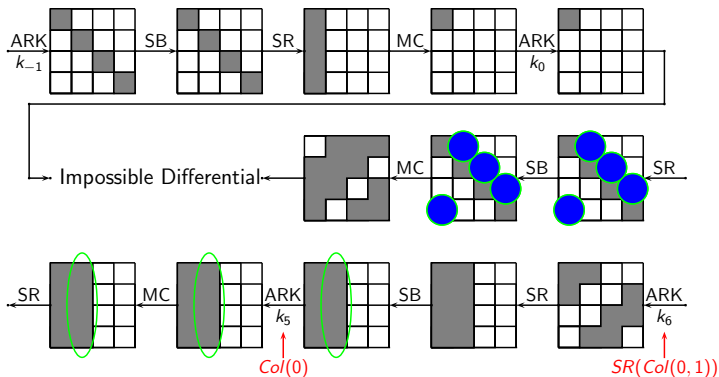 ARK SB SR MC ARK
k₋₁ k₀
Impossible Differential MC SB SR
SR MC ARK SB SR ARK
k₅ k₆
Col(0) SR(Col(0, 1))